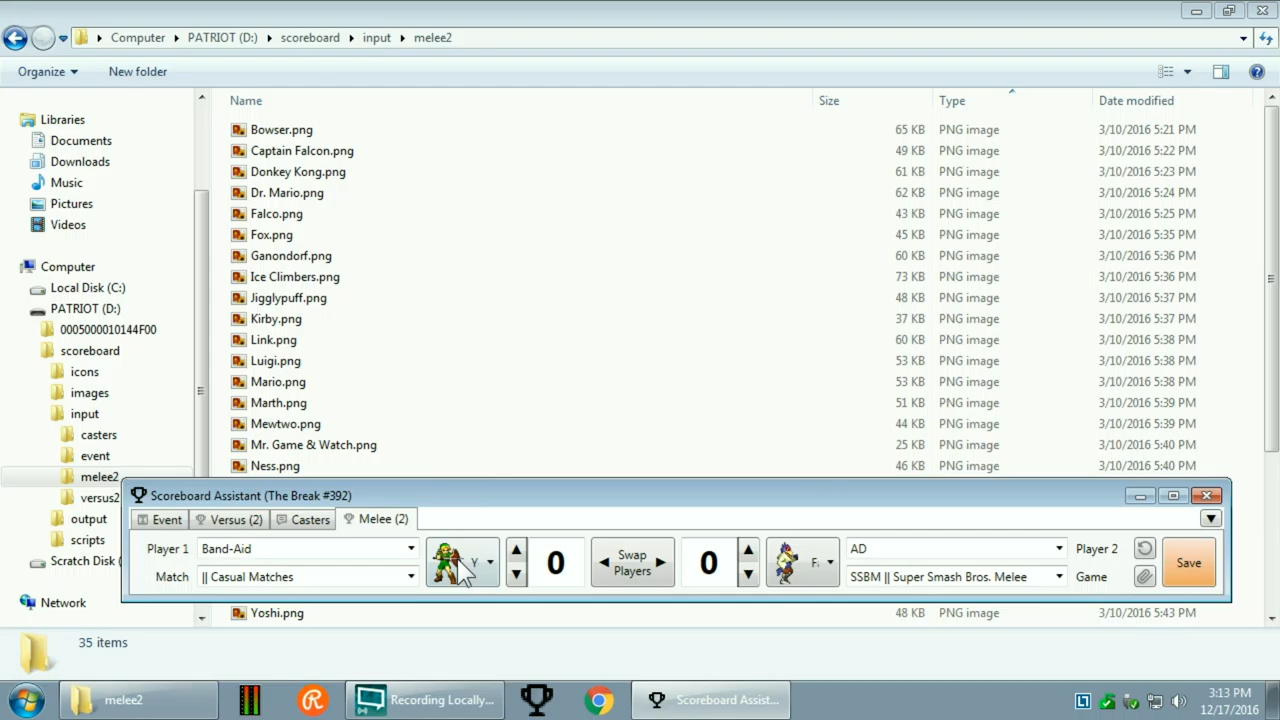 Computer PATRIOT (D:) scoreboard input melee2
Organize New folder
Name Size Type Date modified
Libraries
Documents
Downloads
Music
Pictures
Videos
Computer
Local Disk (C:)
PATRIOT (D:)
0005000010144F00
scoreboard
icons
images
input
casters
event
melee2
versus2
output
scripts
Scratch Disk
Network
Bowser.png 65 KB PNG image 3/10/2016 5:21 PM
Captain Falcon.png 49 KB PNG image 3/10/2016 5:22 PM
Donkey Kong.png 61 KB PNG image 3/10/2016 5:23 PM
Dr. Mario.png 62 KB PNG image 3/10/2016 5:24 PM
Falco.png 43 KB PNG image 3/10/2016 5:25 PM
Fox.png 45 KB PNG image 3/10/2016 5:35 PM
Ganondorf.png 60 KB PNG image 3/10/2016 5:36 PM
Ice Climbers.png 73 KB PNG image 3/10/2016 5:36 PM
Jigglypuff.png 48 KB PNG image 3/10/2016 5:37 PM
Kirby.png 37 KB PNG image 3/10/2016 5:37 PM
Link.png 60 KB PNG image 3/10/2016 5:38 PM
Luigi.png 53 KB PNG image 3/10/2016 5:38 PM
Mario.png 53 KB PNG image 3/10/2016 5:38 PM
Marth.png 51 KB PNG image 3/10/2016 5:39 PM
Mewtwo.png 44 KB PNG image 3/10/2016 5:39 PM
Mr. Game & Watch.png 25 KB PNG image 3/10/2016 5:40 PM
Ness.png 46 KB PNG image 3/10/2016 5:40 PM
Scoreboard Assistant (The Break #392)
Event Versus (2) Casters Melee (2)
Player 1 Band-Aid Y 0 Swap Players 0 F. AD Player 2 Save
Match || Casual Matches SSBM || Super Smash Bros. Melee Game
Yoshi.png 48 KB PNG image 5:43 PM 3/10/2016
35 items
melee2 Recording Locally... Scoreboard Assist... 3:13 PM
12/17/2016